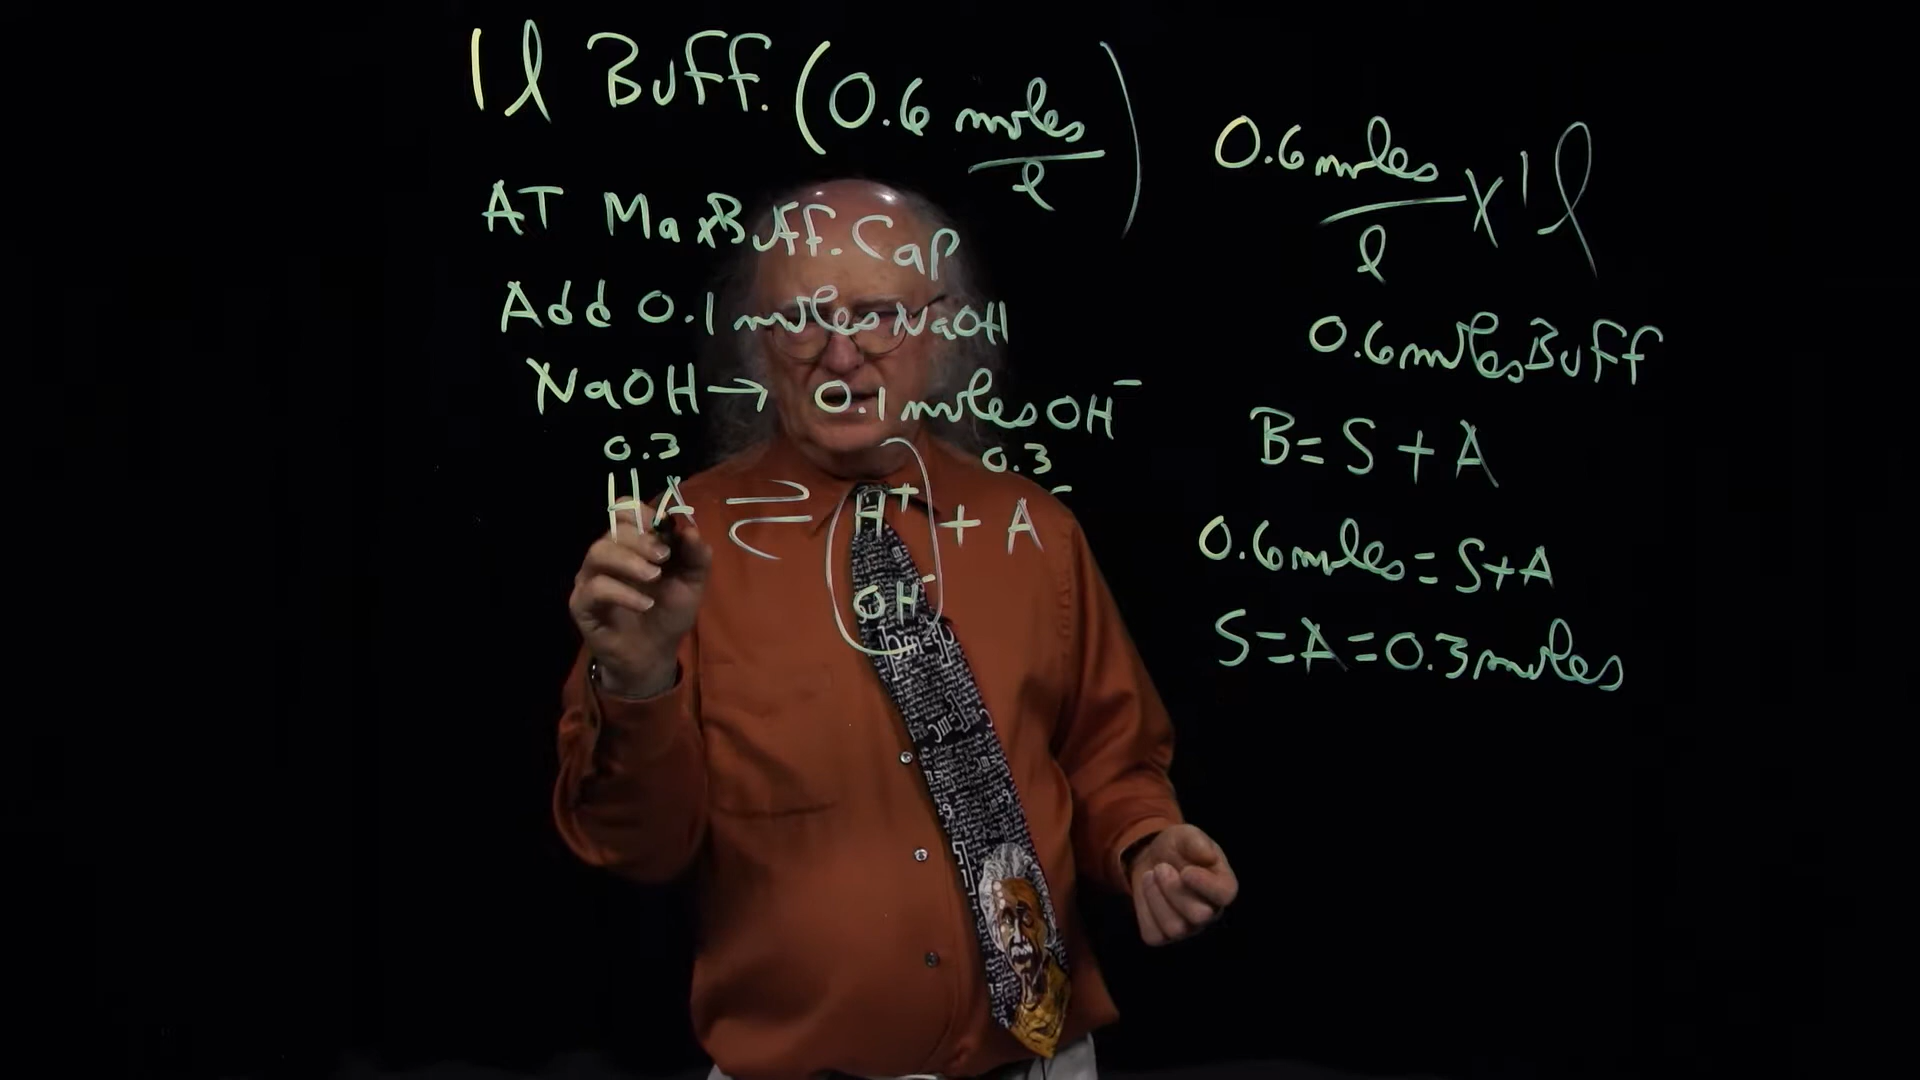 1l Buff. (0.6 moles/l)
AT Max Buff. Cap
Add 0.1 moles NaOH
NaOH → 0.1 moles OH⁻
0.3 0.3
HA ⇌ H⁺ + A⁻
OH⁻
0.6 moles/l x 1l
0.6 moles Buff
B = S + A
0.6 moles = S + A
S = A = 0.3 moles